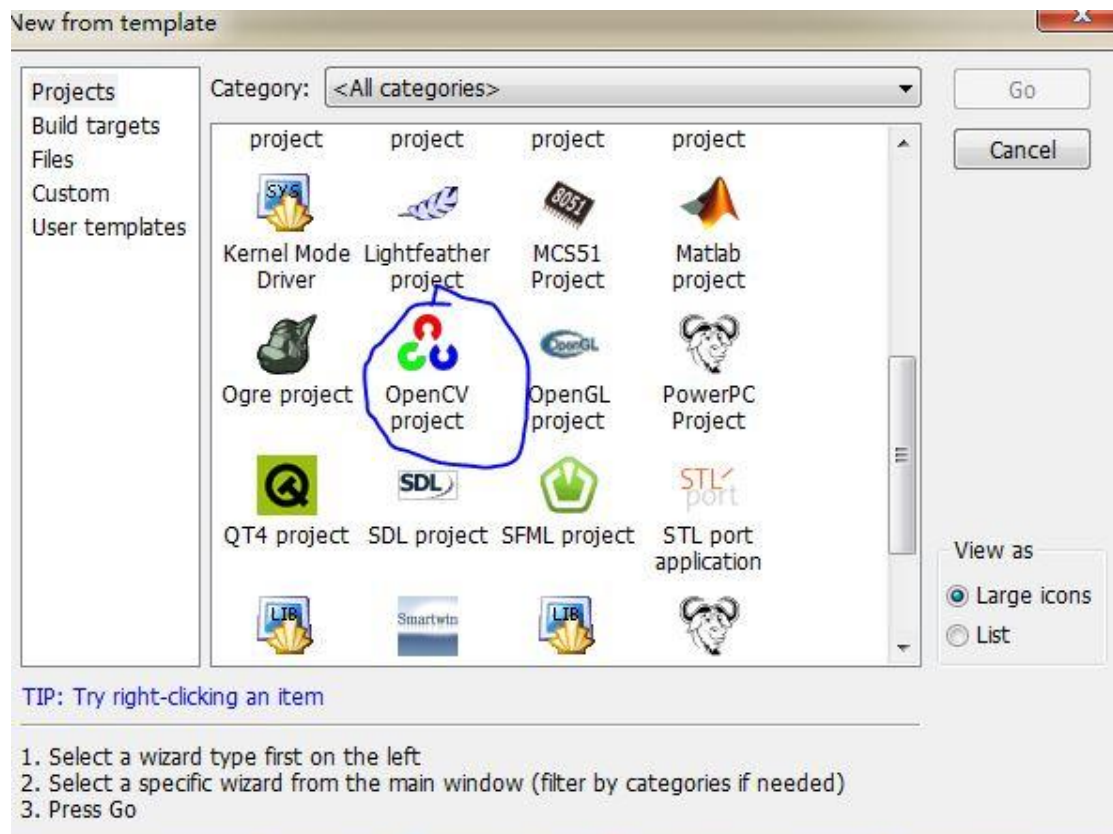 New from template
Projects
Build targets
Files
Custom
User templates
Category: <All categories>
Go
Cancel
project project project project
SYS 8051
Kernel Mode Lightfeather MCS51 Matlab
Driver project Project project
OpenGL
Ogre project OpenCV OpenGL PowerPC
project project Project
SDL STL port
QT4 project SDL project SFML project STL port
application
LIB Smartwin LIB
View as
Large icons
List
TIP: Try right-clicking an item
1. Select a wizard type first on the left
2. Select a specific wizard from the main window (filter by categories if needed)
3. Press Go